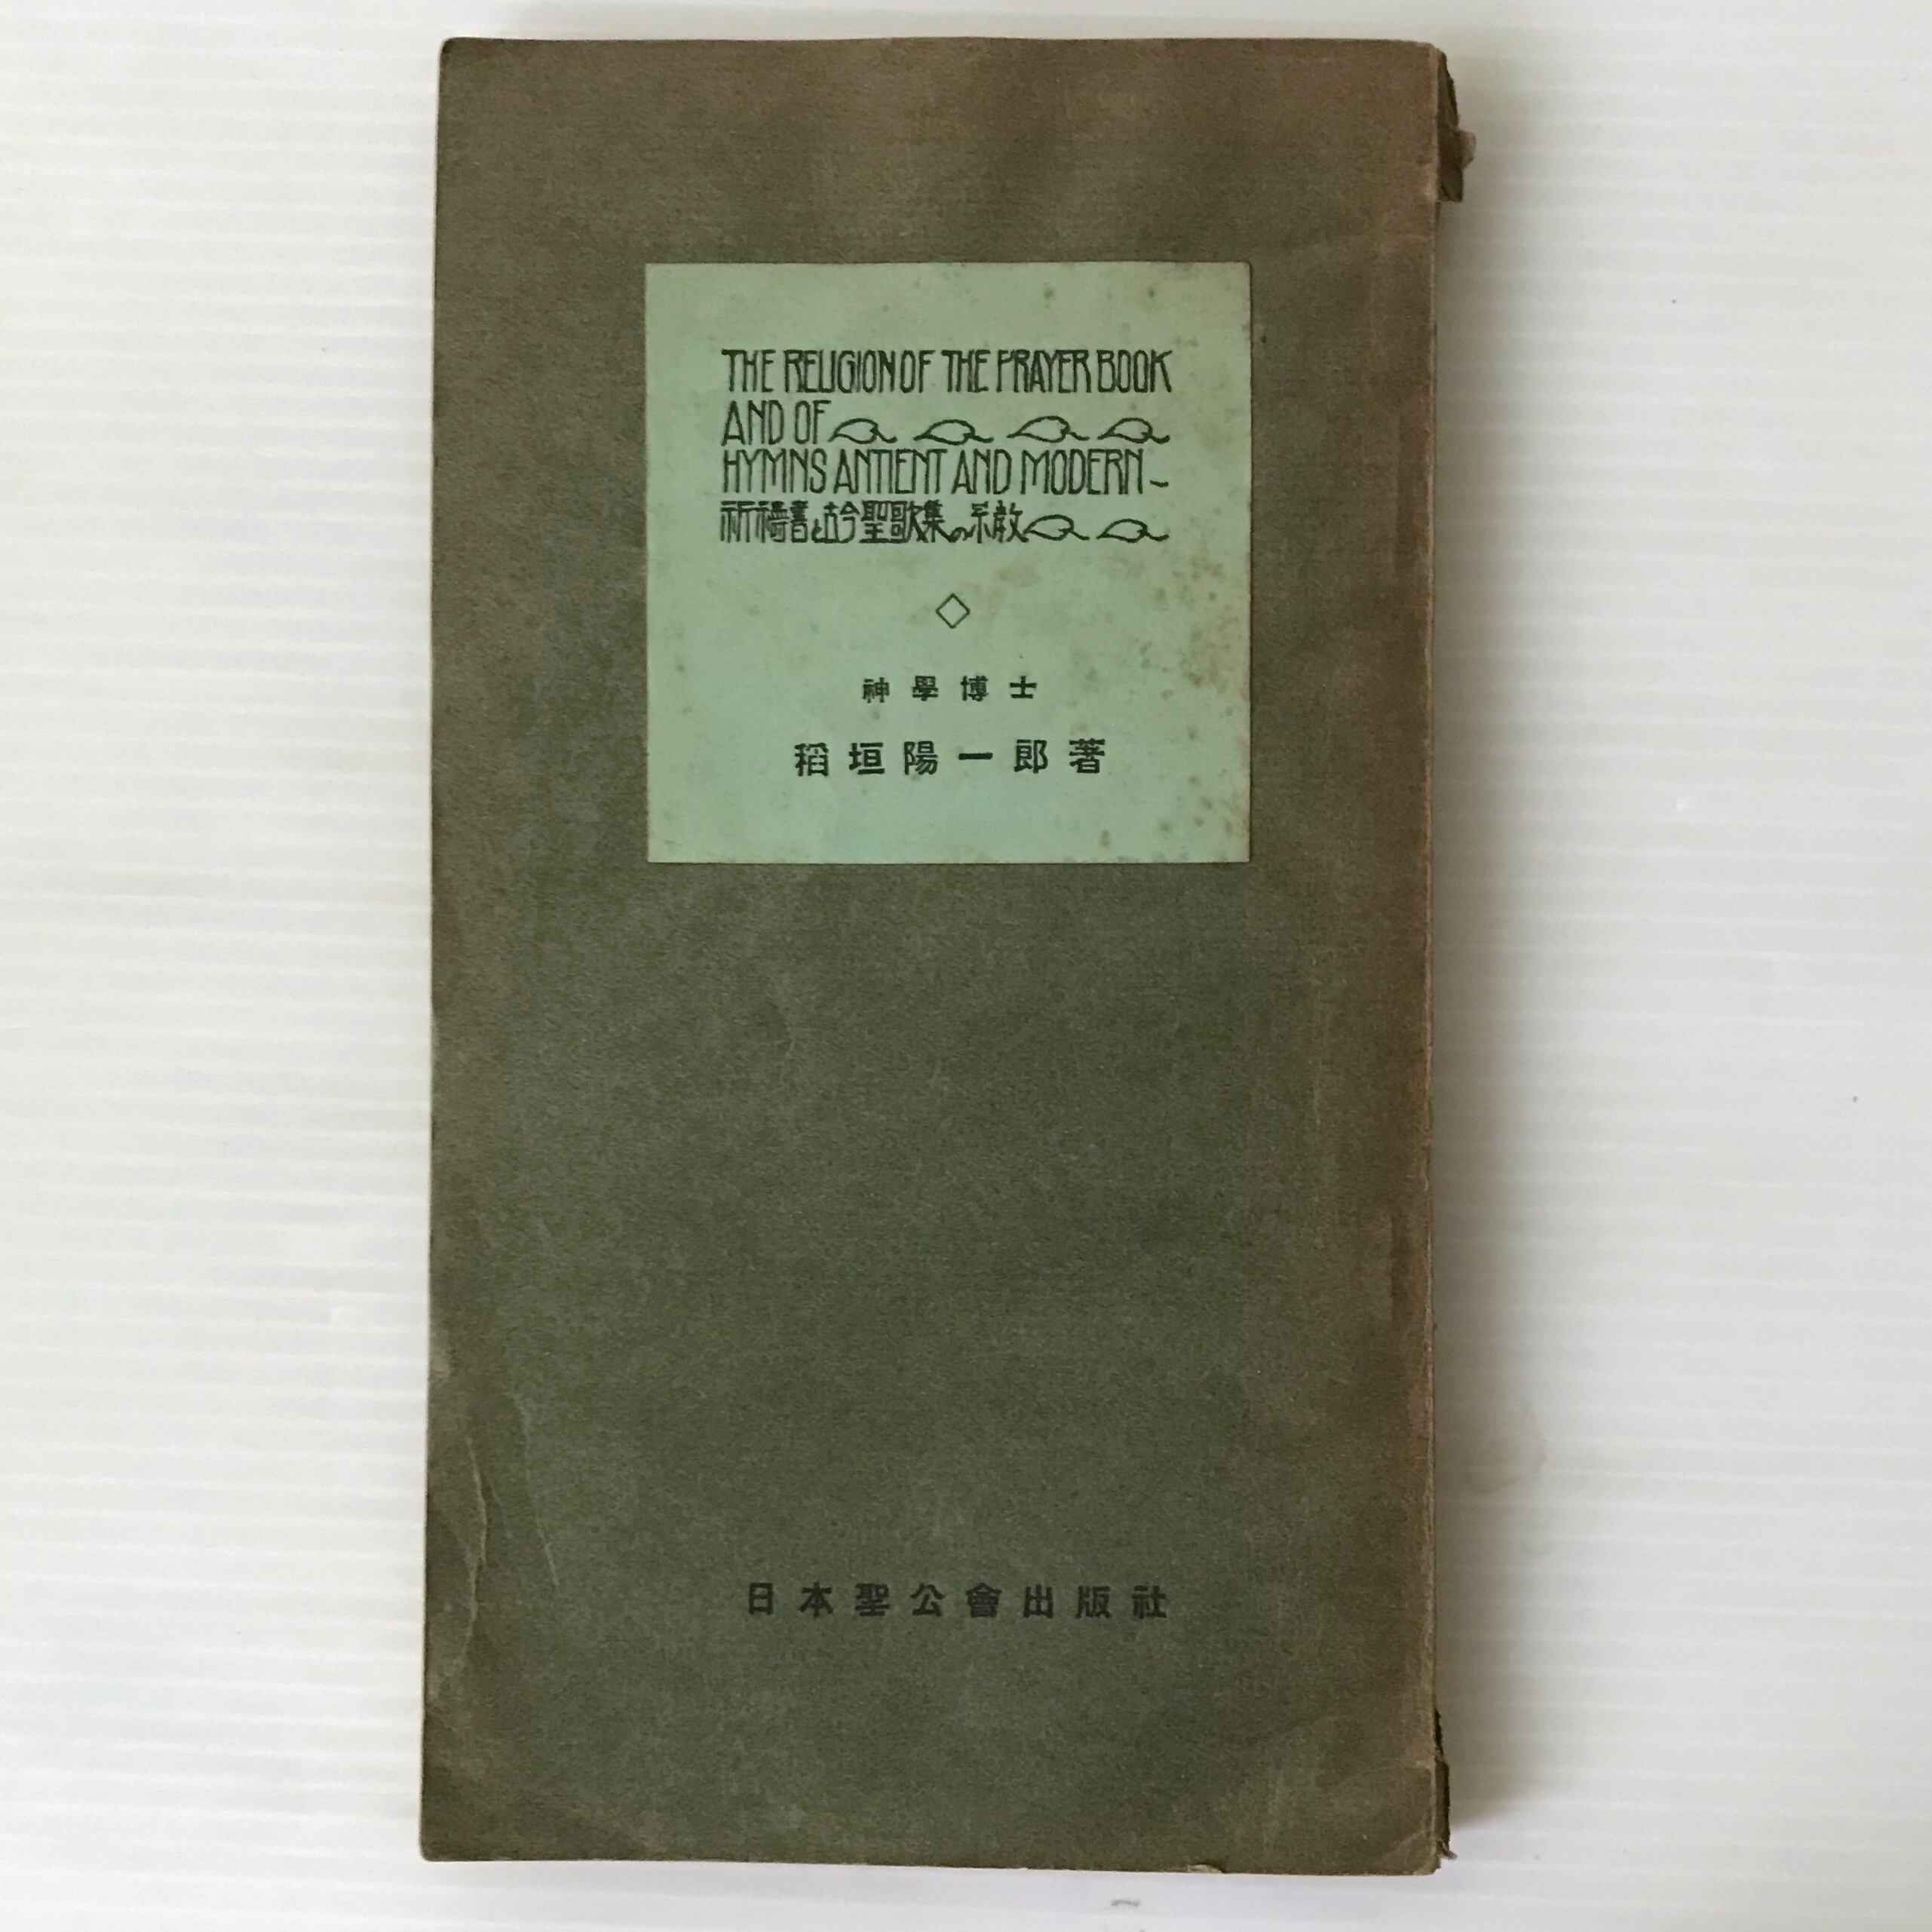 THE RELIGION OF THE PRAYER BOOK
AND OF
HYMNS ANTIENT AND MODERN~
祈禱書と古今聖歌集の示教
神學博士
稲垣陽一郎著
日本聖公會出版社